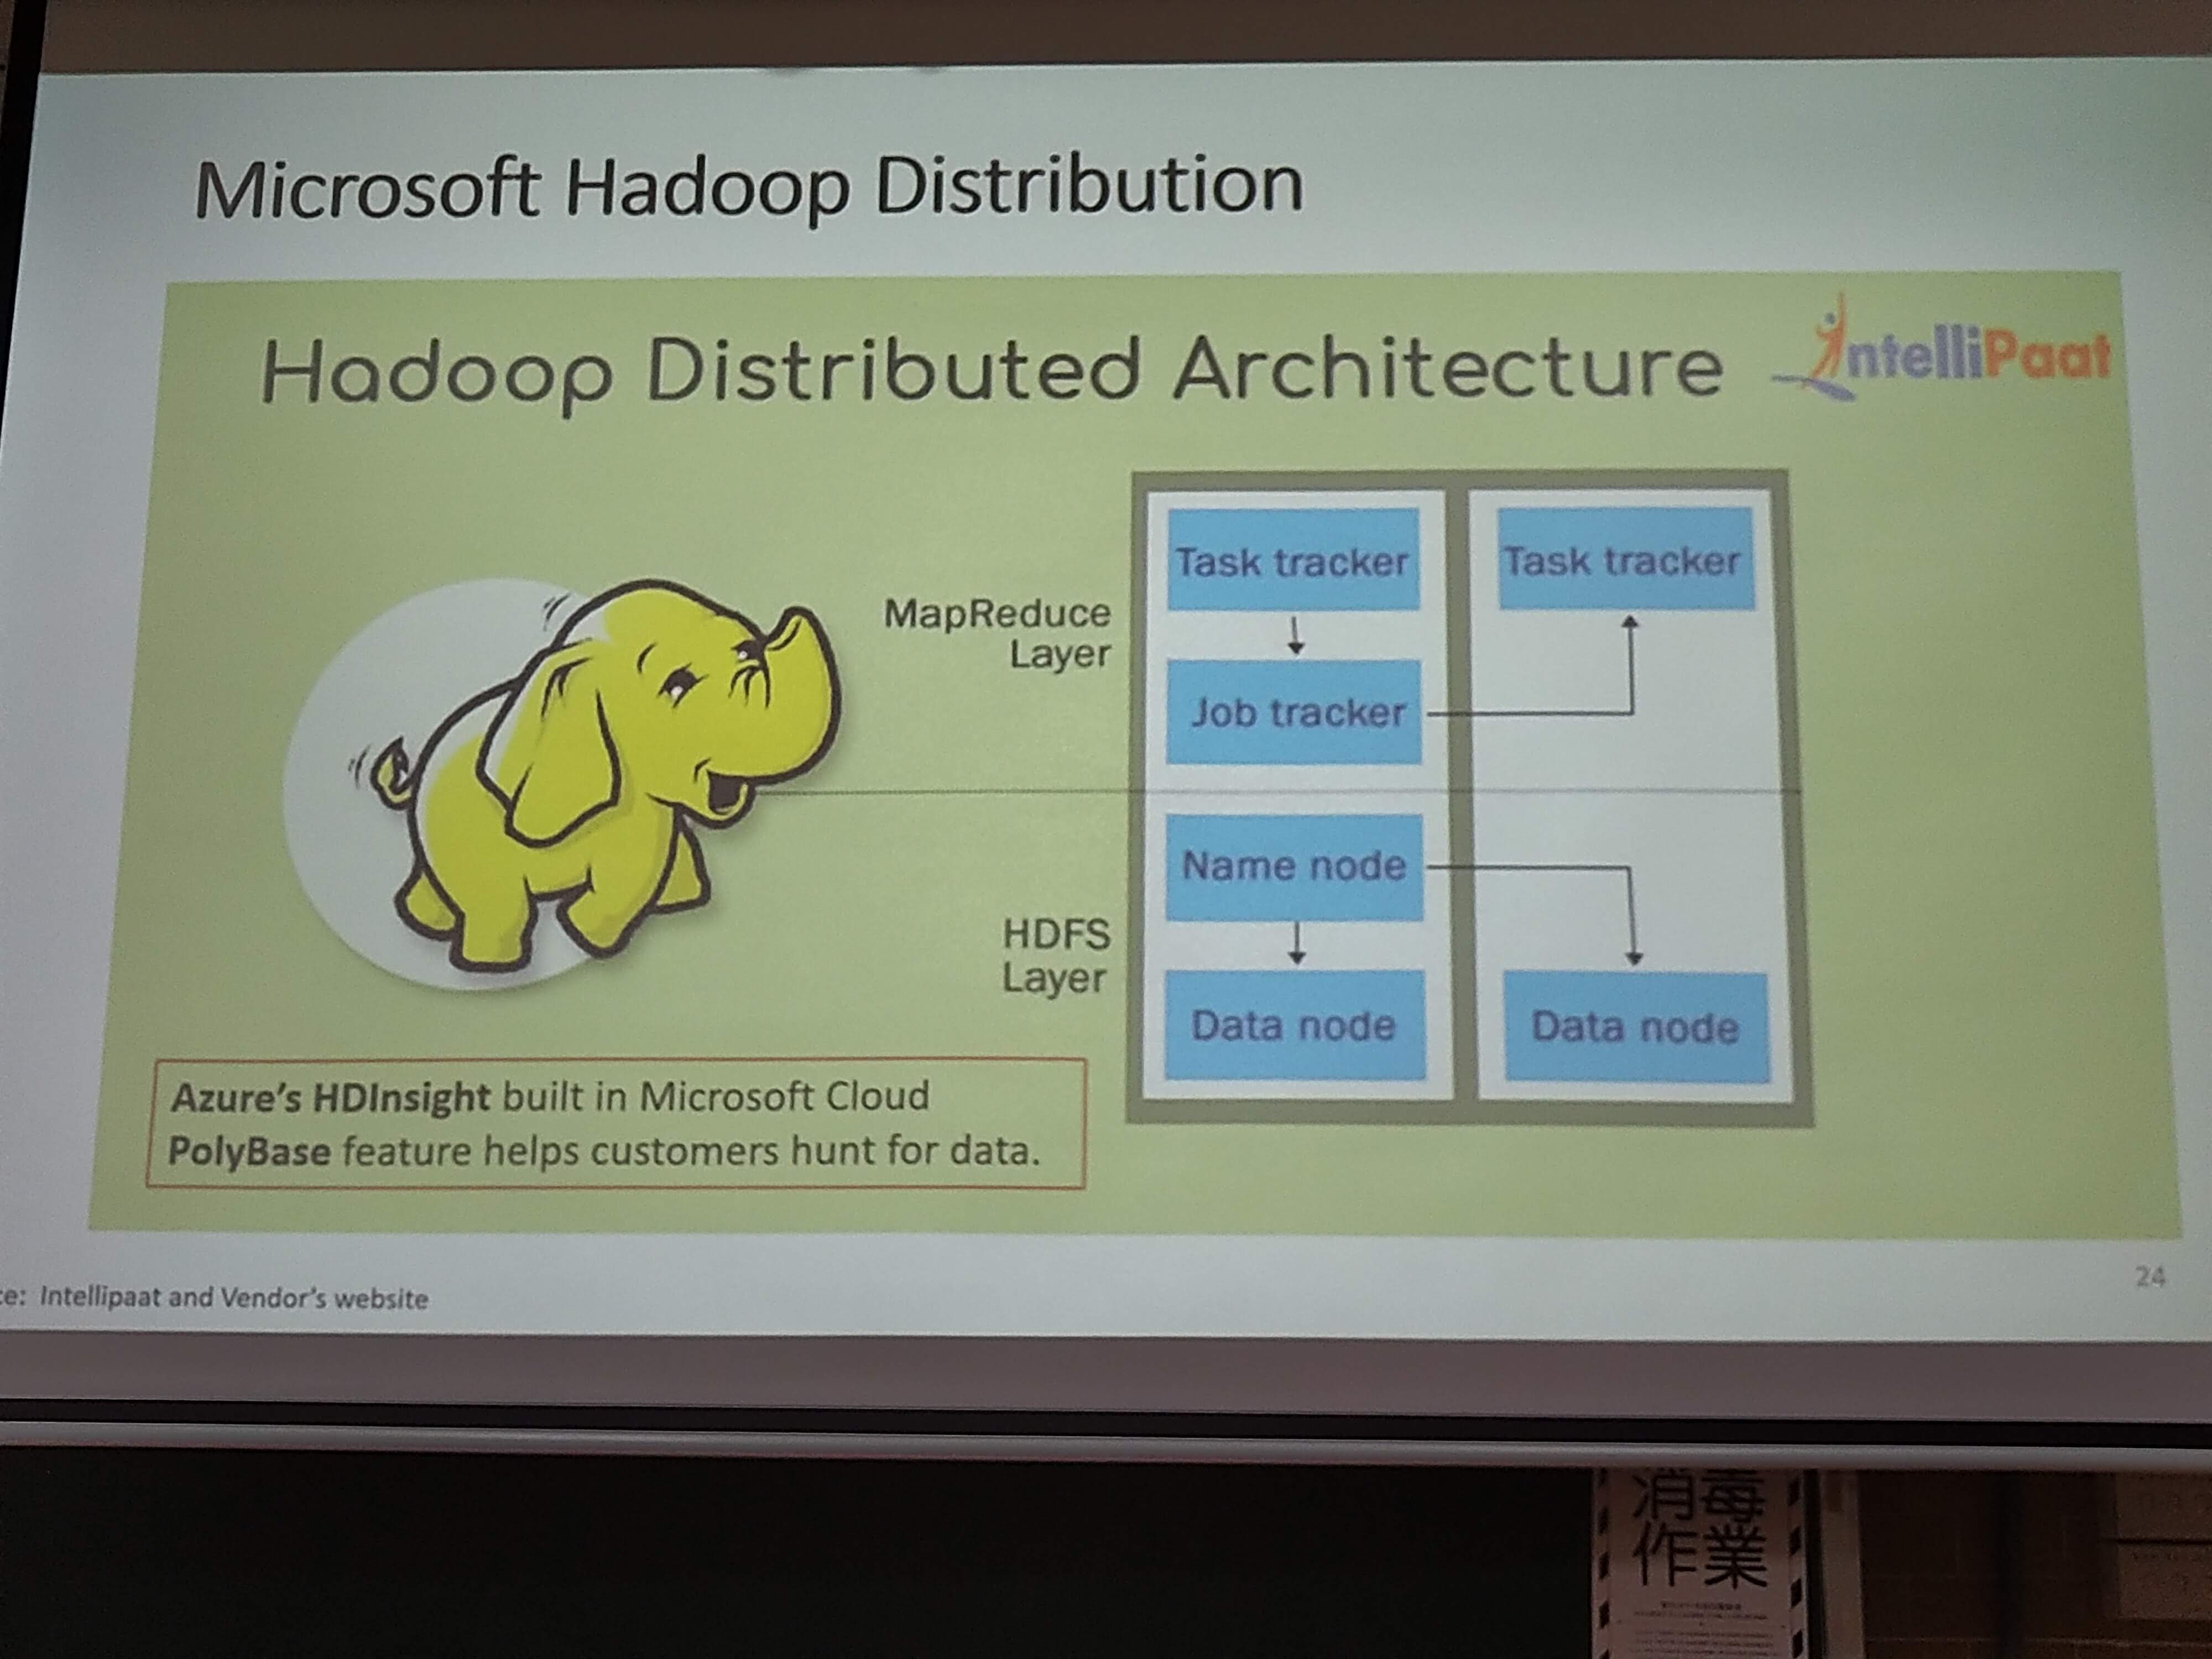 Microsoft Hadoop Distribution
Hadoop Distributed Architecture
IntelliPaat
MapReduce
Layer
Task tracker
Task tracker
Job tracker
HDFS
Layer
Name node
Data node
Data node
Azure's HDInsight built in Microsoft Cloud
PolyBase feature helps customers hunt for data.
Intellipaat and Vendor's website
24
消毒
作業